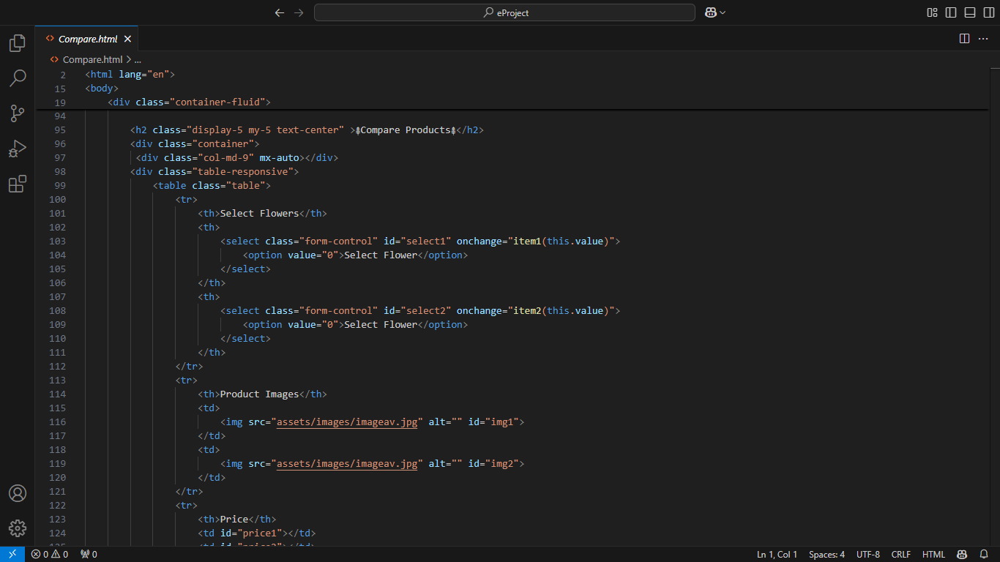 eProject
Compare.html
Compare.html > ...
2 <html lang="en">
15 <body>
19 <div class="container-fluid">
94
95 <h2 class="display-5 my-5 text-center" >⇞Compare Products⇞</h2>
96 <div class="container">
97 <div class="col-md-9" mx-auto></div>
98 <div class="table-responsive">
99 <table class="table">
100 <tr>
101 <th>Select Flowers</th>
102 <th>
103 <select class="form-control" id="select1" onchange="item1(this.value)">
104 <option value="0">Select Flower</option>
105 </select>
106 </th>
107 <th>
108 <select class="form-control" id="select2" onchange="item2(this.value)">
109 <option value="0">Select Flower</option>
110 </select>
111 </th>
112 </tr>
113 <tr>
114 <th>Product Images</th>
115 <td>
116 <img src="assets/images/imageav.jpg" alt="" id="img1">
117 </td>
118 <td>
119 <img src="assets/images/imageav.jpg" alt="" id="img2">
120 </td>
121 </tr>
122 <tr>
123 <th>Price</th>
124 <td id="price1"></td>
125 <td id="price2"></td>
0 0 0 Ln 1, Col 1 Spaces: 4 UTF-8 CRLF HTML